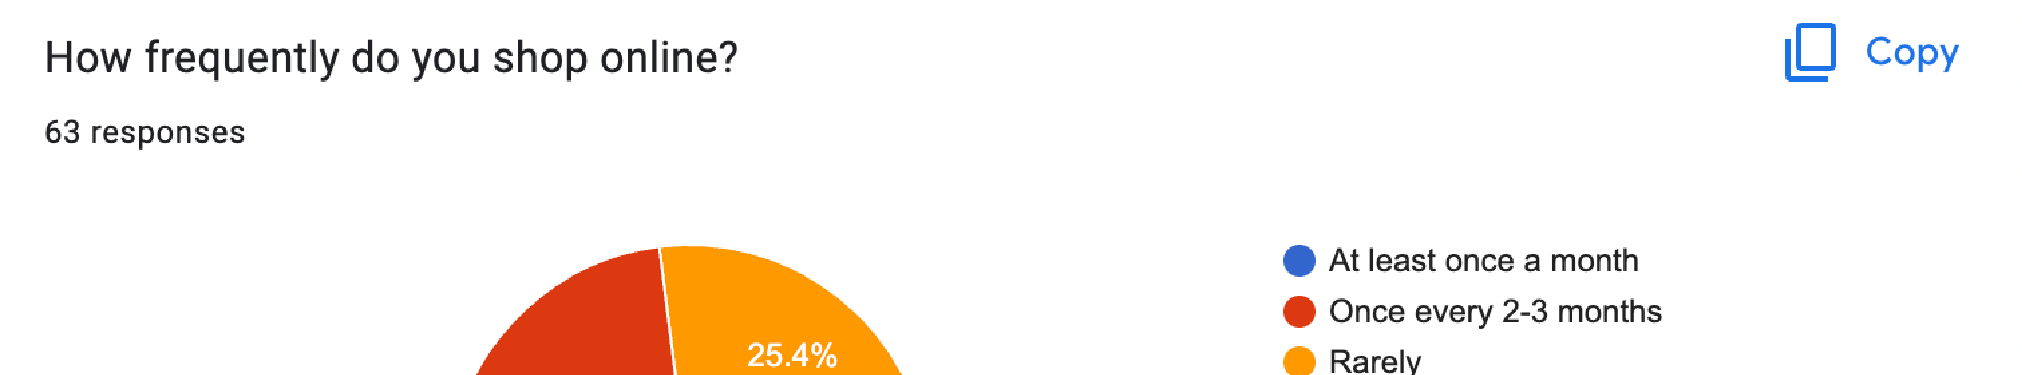 How frequently do you shop online?
Copy
63 responses
At least once a month
Once every 2-3 months
Rarely
25.4%